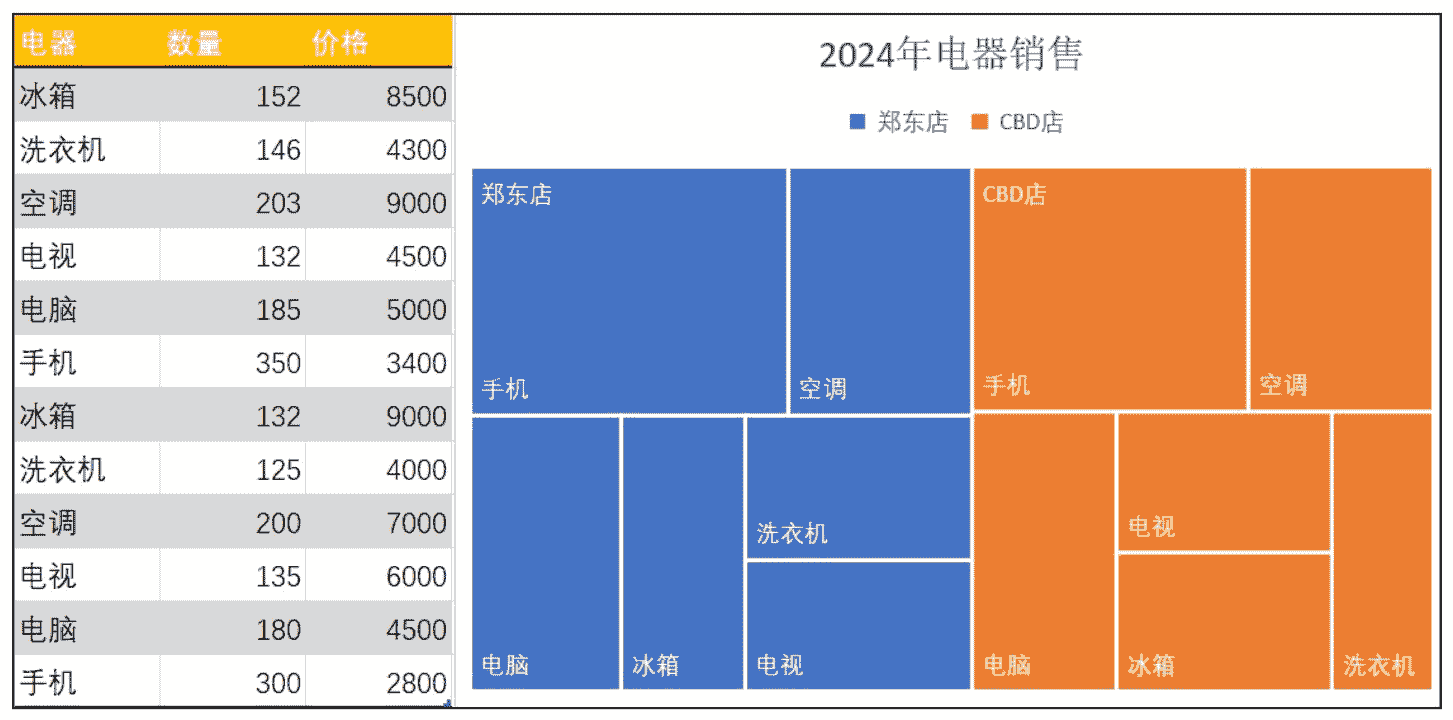 电器 数量 价格
冰箱 152 8500
洗衣机 146 4300
空调 203 9000
电视 132 4500
电脑 185 5000
手机 350 3400
冰箱 132 9000
洗衣机 125 4000
空调 200 7000
电视 135 6000
电脑 180 4500
手机 300 2800
2024年电器销售
郑东店 CBD店
郑东店
手机
空调
电脑
冰箱
洗衣机
电视
CBD店
手机
空调
电脑
电视
冰箱
洗衣机